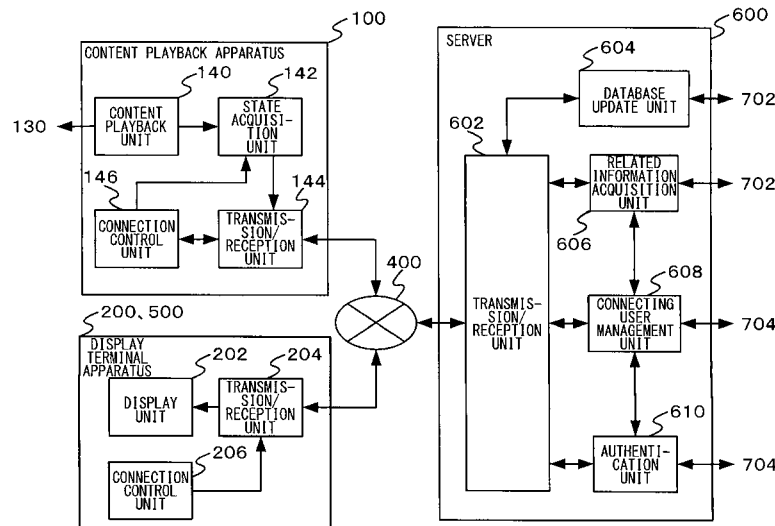 100
CONTENT PLAYBACK APPARATUS
140
142
CONTENT
PLAYBACK
UNIT
STATE
ACQUISI-
TION
UNIT
130
146
144
CONNECTION
CONTROL
UNIT
TRANSMIS-
SION/
RECEPTION
UNIT
200、500
DISPLAY
TERMINAL
APPARATUS
202
204
DISPLAY
UNIT
TRANSMIS-
SION/
RECEPTION
UNIT
206
CONNECTION
CONTROL
UNIT
400
600
SERVER
604
DATABASE
UPDATE UNIT
702
602
TRANSMIS-
SION/
RECEPTION
UNIT
RELATED
INFORMATION
ACQUISITION
UNIT
702
606
608
CONNECTING
USER
MANAGEMENT
UNIT
704
610
AUTHENTI-
CATION
UNIT
704